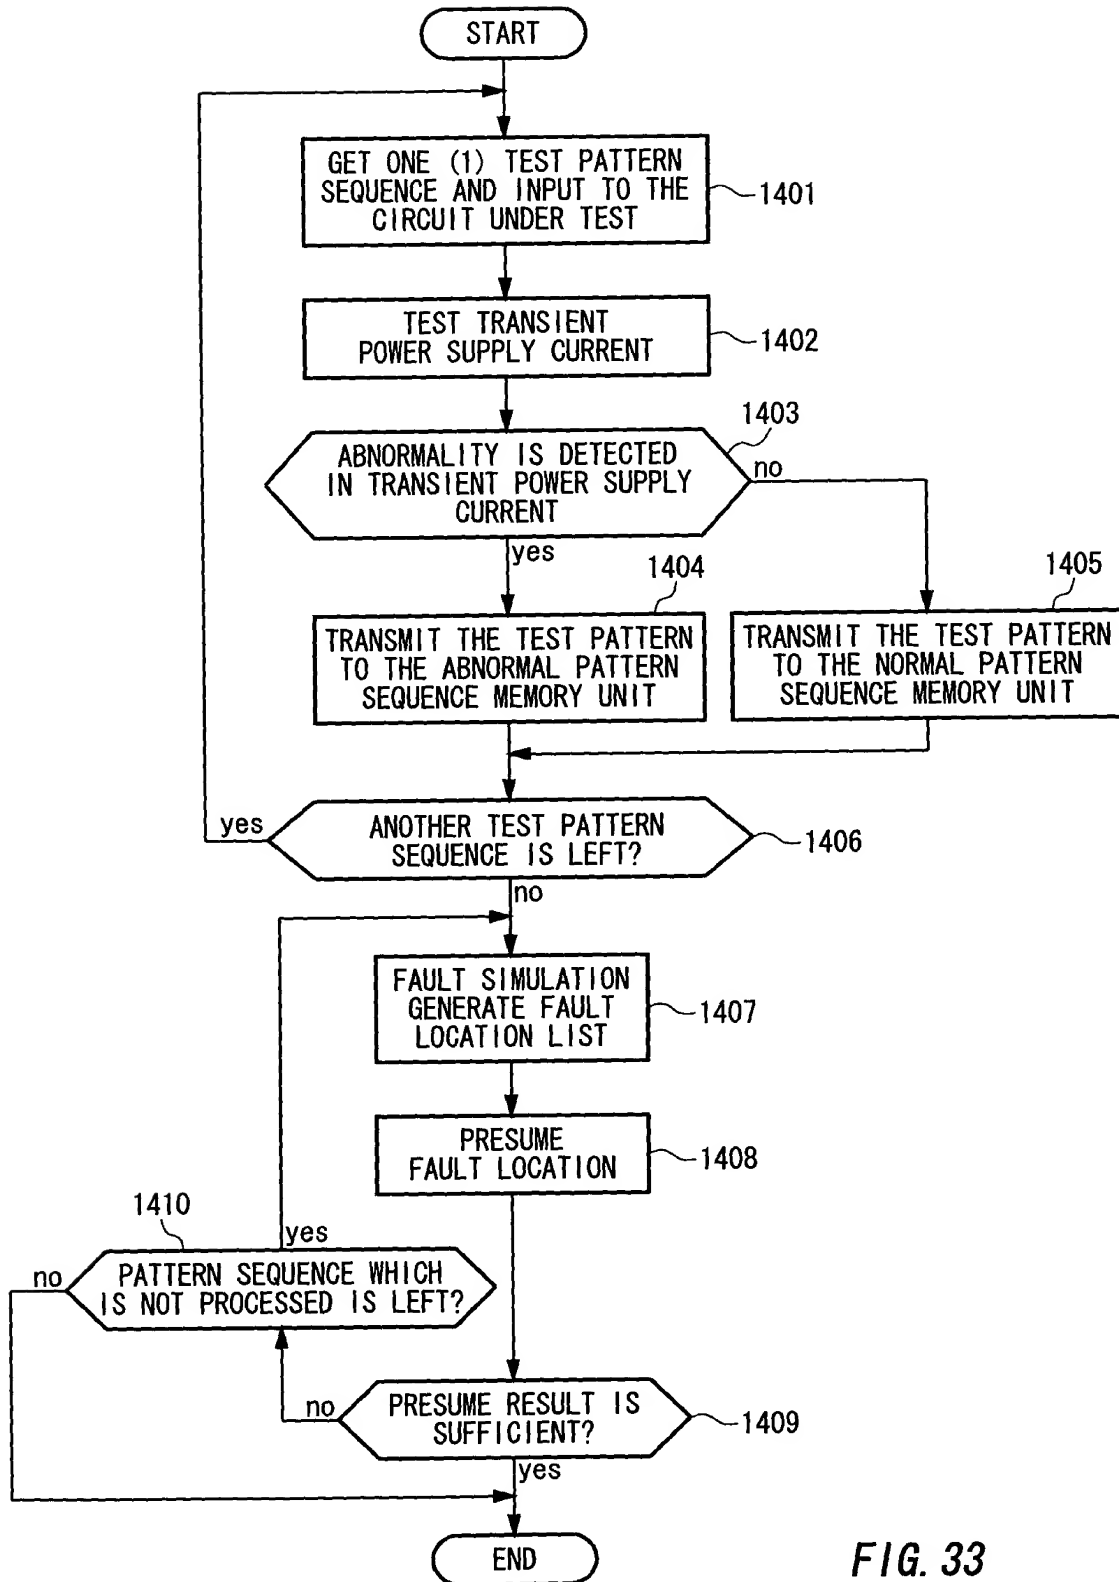 START
GET ONE (1) TEST PATTERN
SEQUENCE AND INPUT TO THE
CIRCUIT UNDER TEST
1401
TEST TRANSIENT
POWER SUPPLY CURRENT
1402
1403
ABNORMALITY IS DETECTED
IN TRANSIENT POWER SUPPLY
CURRENT
no
yes
1404
1405
TRANSMIT THE TEST PATTERN
TO THE ABNORMAL PATTERN
SEQUENCE MEMORY UNIT
TRANSMIT THE TEST PATTERN
TO THE NORMAL PATTERN
SEQUENCE MEMORY UNIT
yes
ANOTHER TEST PATTERN
SEQUENCE IS LEFT?
1406
no
FAULT SIMULATION
GENERATE FAULT
LOCATION LIST
1407
PRESUME
FAULT LOCATION
1408
1410
yes
no
PATTERN SEQUENCE WHICH
IS NOT PROCESSED IS LEFT?
no
PRESUME RESULT IS
SUFFICIENT?
1409
yes
END
FIG. 33